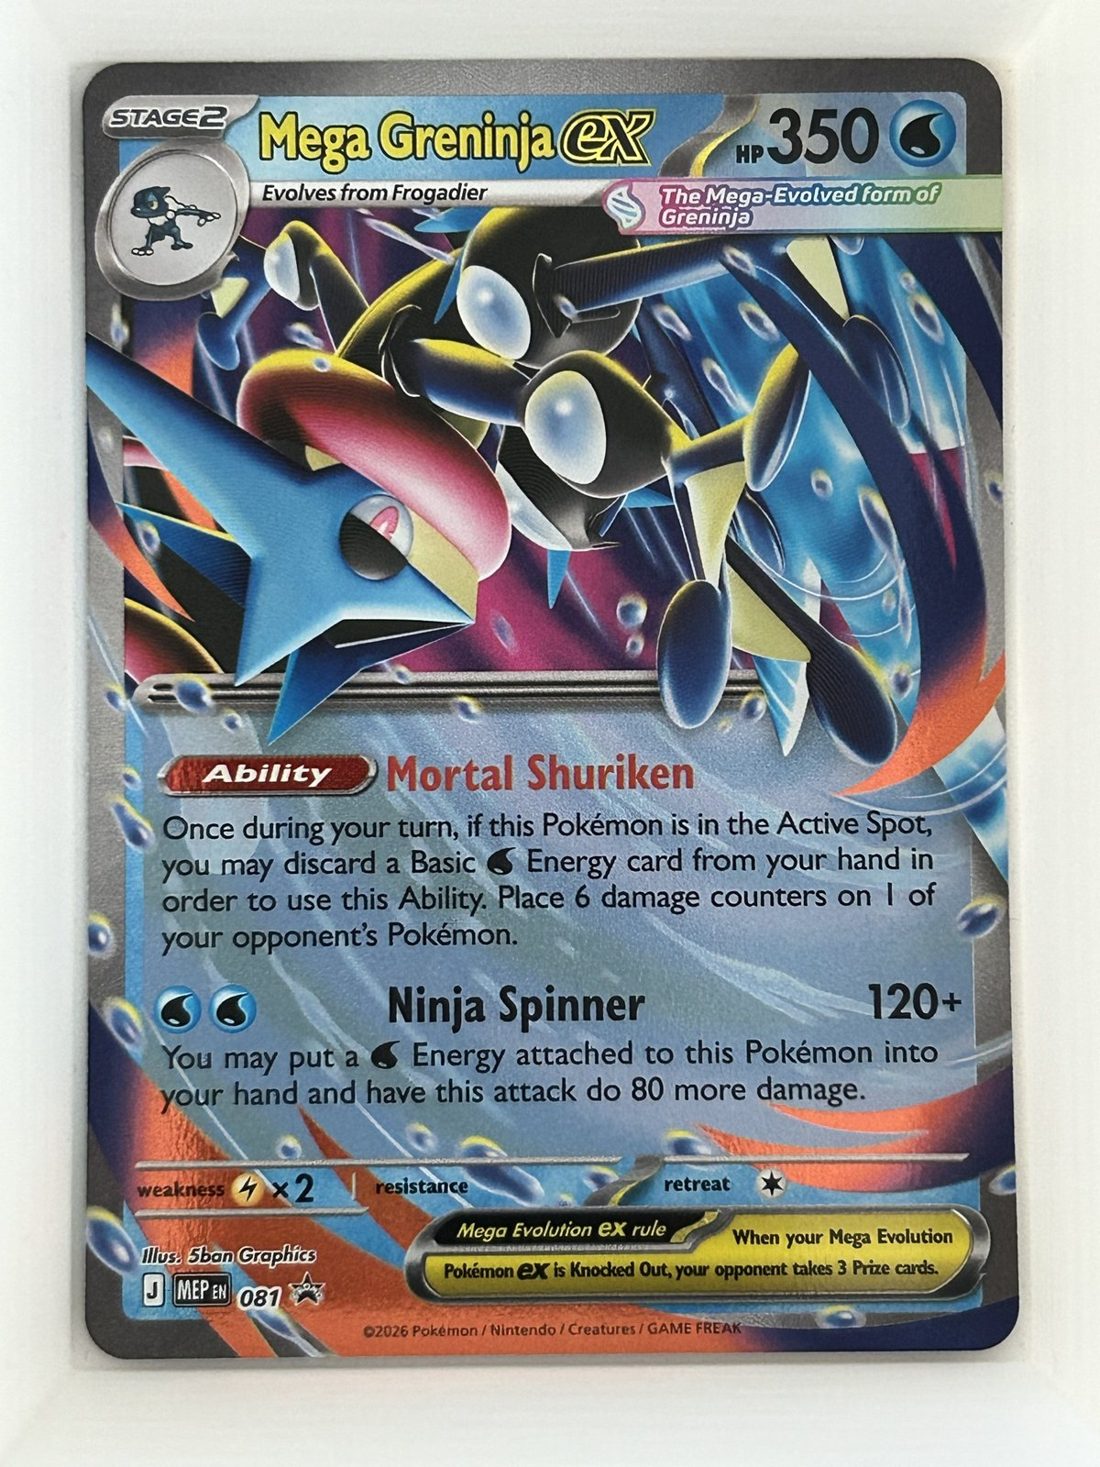 STAGE2
Mega Greninja ex
HP 350
Evolves from Frogadier
The Mega-Evolved form of
Greninja
Ability Mortal Shuriken
Once during your turn, if this Pokémon is in the Active Spot,
you may discard a Basic Energy card from your hand in
order to use this Ability. Place 6 damage counters on 1 of
your opponent's Pokémon.
Ninja Spinner 120+
You may put a Energy attached to this Pokémon into
your hand and have this attack do 80 more damage.
weakness ×2 resistance retreat
Mega Evolution ex rule
When your Mega Evolution
Pokémon ex is Knocked Out, your opponent takes 3 Prize cards.
Illus. 5ban Graphics
J MEP EN 081
©2026 Pokémon / Nintendo / Creatures / GAME FREAK